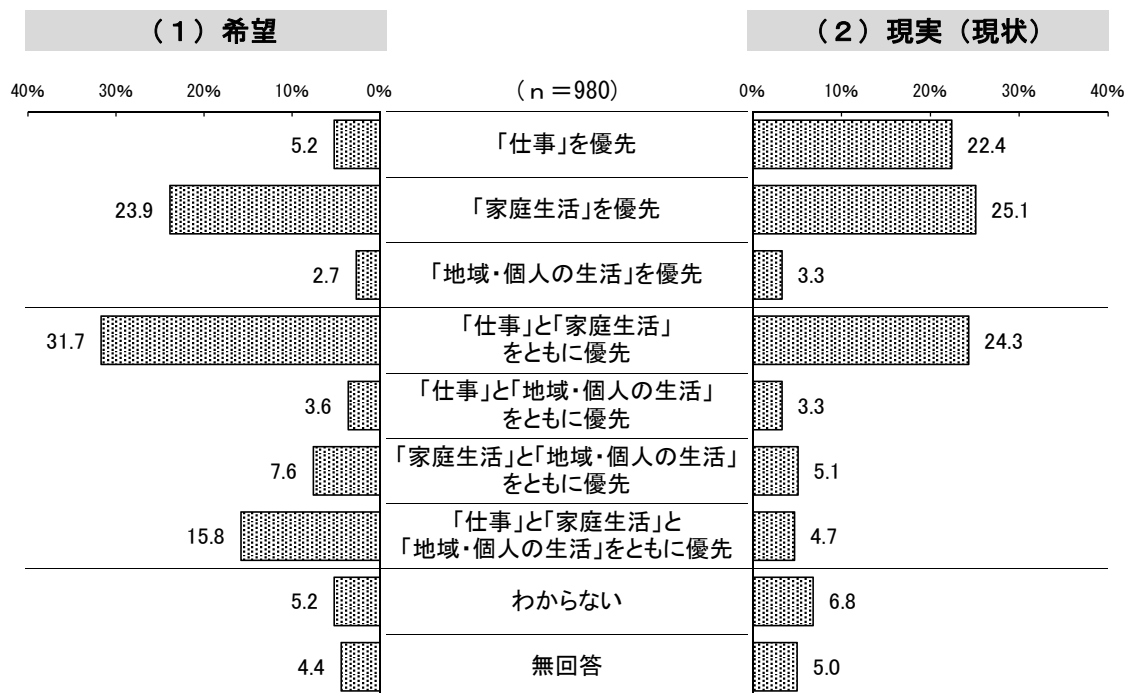 （１）希望
（２）現実（現状）
40% 30% 20% 10% 0%
（ｎ＝980）
0% 10% 20% 30% 40%
5.2 「仕事」を優先 22.4
23.9 「家庭生活」を優先 25.1
2.7 「地域・個人の生活」を優先 3.3
31.7 「仕事」と「家庭生活」
をともに優先 24.3
3.6 「仕事」と「地域・個人の生活」
をともに優先 3.3
7.6 「家庭生活」と「地域・個人の生活」
をともに優先 5.1
15.8 「仕事」と「家庭生活」と
「地域・個人の生活」をともに優先 4.7
5.2 わからない 6.8
4.4 無回答 5.0